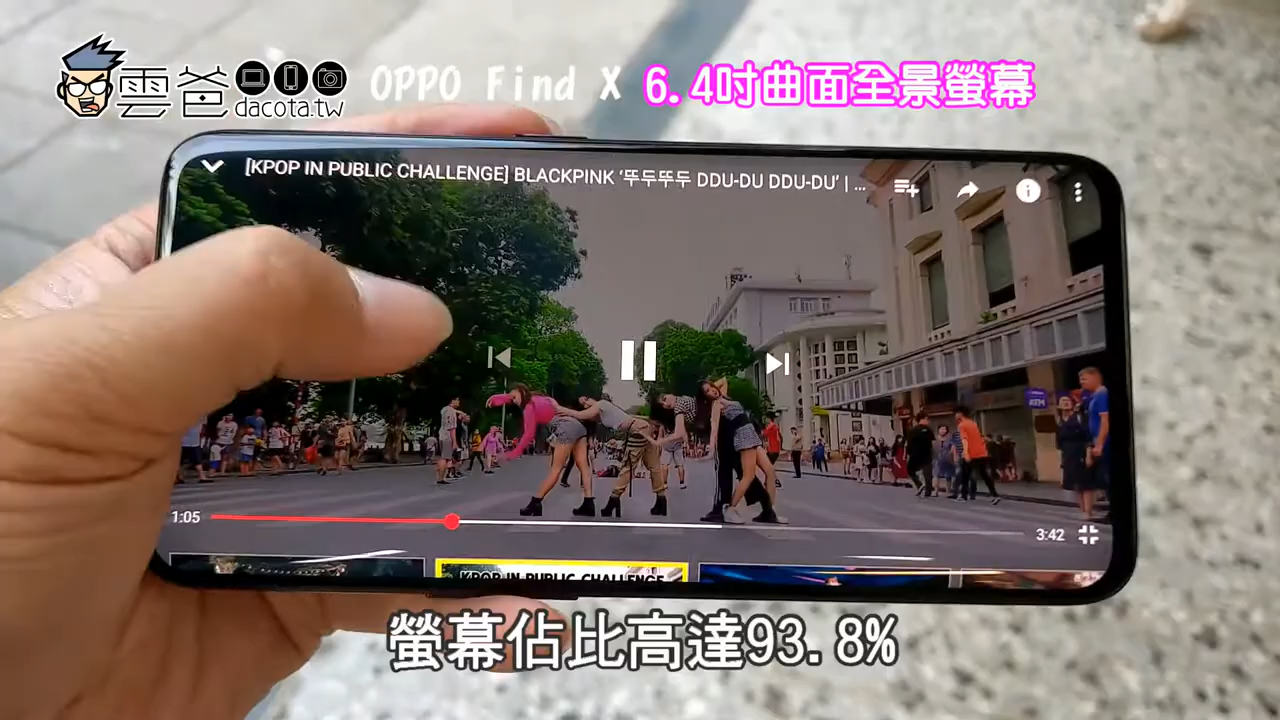 雲爸
dacota.tw
OPPO Find X 6.4吋曲面全景螢幕
[KPOP IN PUBLIC CHALLENGE] BLACKPINK ‘뚜두뚜두 DDU-DU DDU-DU’ | ...
ATM
1:05
3:42
KPOP IN PUBLIC CHALLENGE
螢幕佔比高達93.8%